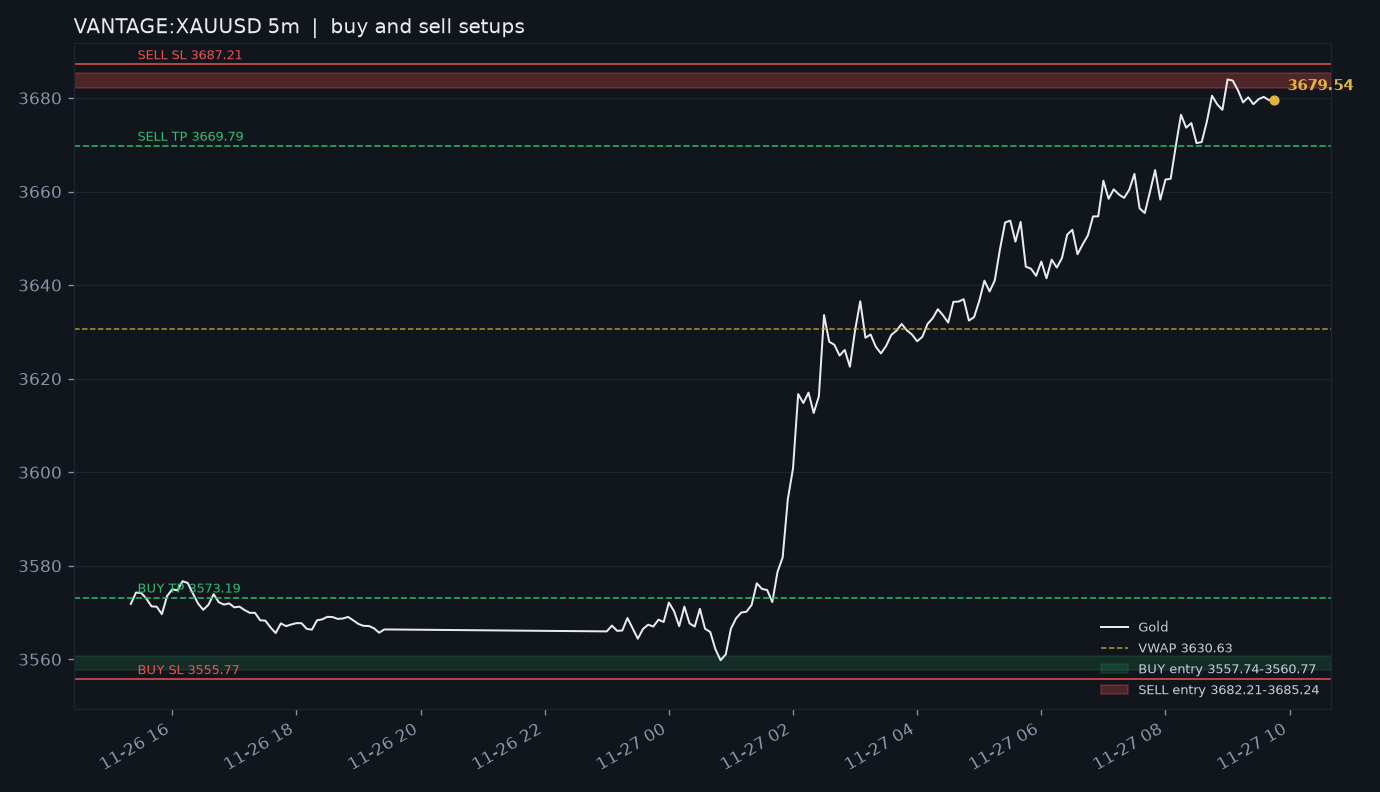 VANTAGE:XAUUSD 5m | buy and sell setups
SELL SL 3687.21
3679.54
3680
SELL TP 3669.79
3660
3640
3620
3600
3580
BUY TP 3573.19
3560
BUY SL 3555.77
Gold
VWAP 3630.63
BUY entry 3557.74-3560.77
SELL entry 3682.21-3685.24
11-26 16
11-26 18
11-26 20
11-26 22
11-27 00
11-27 02
11-27 04
11-27 06
11-27 08
11-27 10